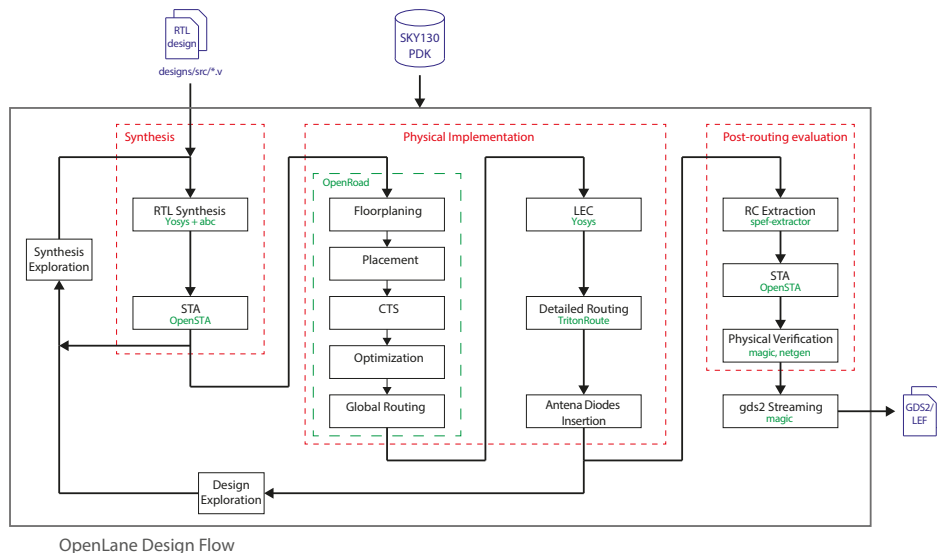 RTL
design
designs/src/*.v
SKY130
PDK
Synthesis
Physical Implementation
Post-routing evaluation
OpenRoad
RTL Synthesis
Yosys + abc
Floorplaning
LEC
Yosys
RC Extraction
spef-extractor
Synthesis
Exploration
Placement
STA
OpenSTA
STA
OpenSTA
CTS
Detailed Routing
TritonRoute
Physical Verification
magic, netgen
Optimization
Global Routing
Antena Diodes
Insertion
gds2 Streaming
magic
GDS2/
LEF
Design
Exploration
OpenLane Design Flow